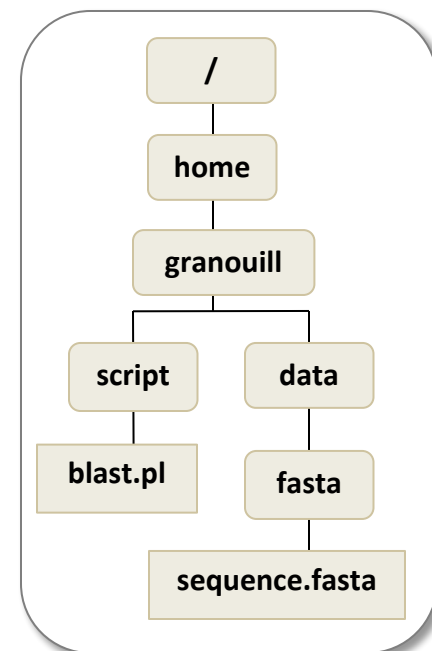 /
home
granouill
script
data
blast.pl
fasta
sequence.fasta